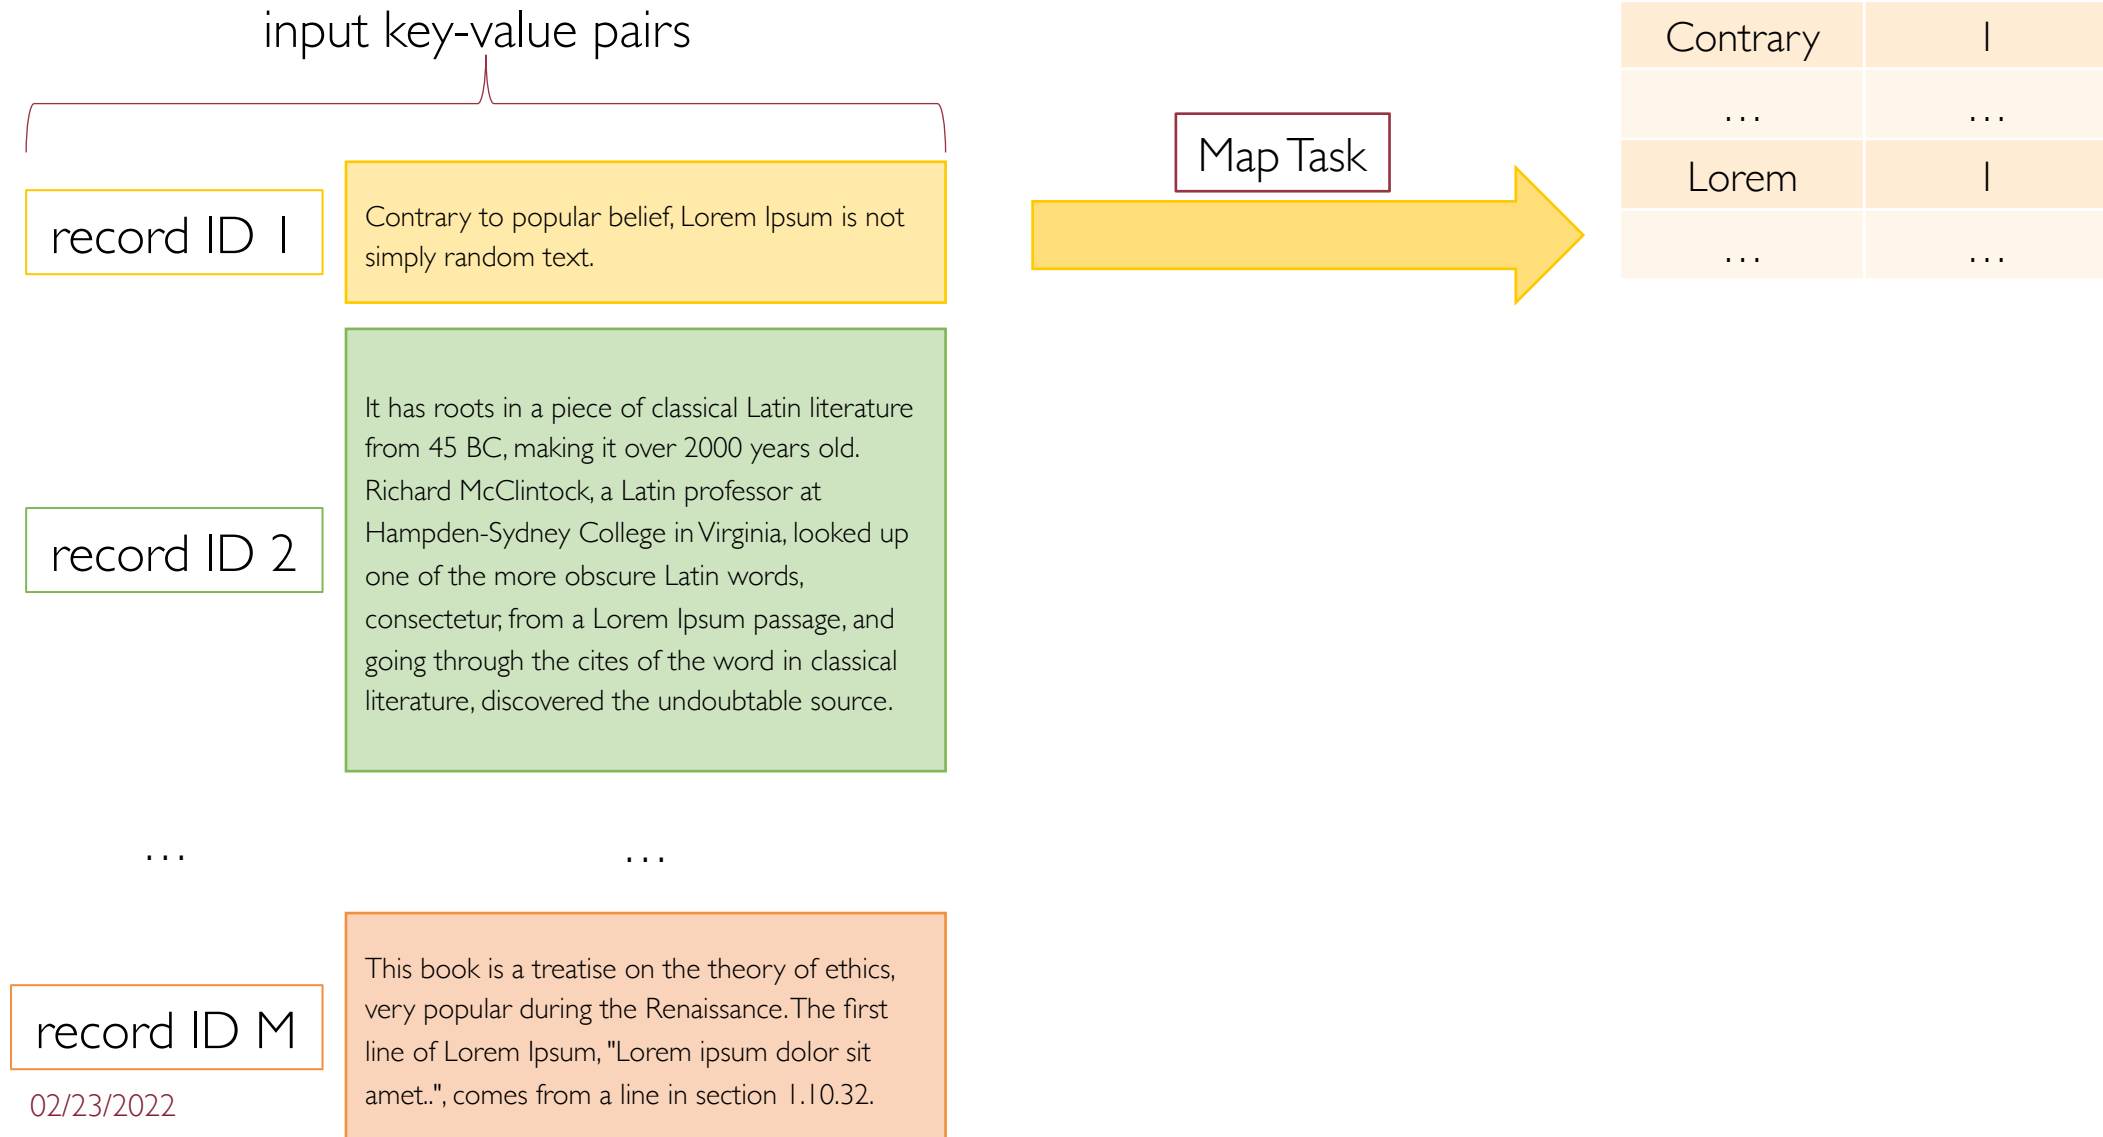 input key-value pairs
record ID 1
Contrary to popular belief, Lorem Ipsum is not
simply random text.
Map Task
Contrary 1
... ...
Lorem 1
... ...
record ID 2
It has roots in a piece of classical Latin literature
from 45 BC, making it over 2000 years old.
Richard McClintock, a Latin professor at
Hampden-Sydney College in Virginia, looked up
one of the more obscure Latin words,
consectetur, from a Lorem Ipsum passage, and
going through the cites of the word in classical
literature, discovered the undoubtable source.
... ...
record ID M
This book is a treatise on the theory of ethics,
very popular during the Renaissance. The first
line of Lorem Ipsum, "Lorem ipsum dolor sit
amet..", comes from a line in section 1.10.32.
02/23/2022